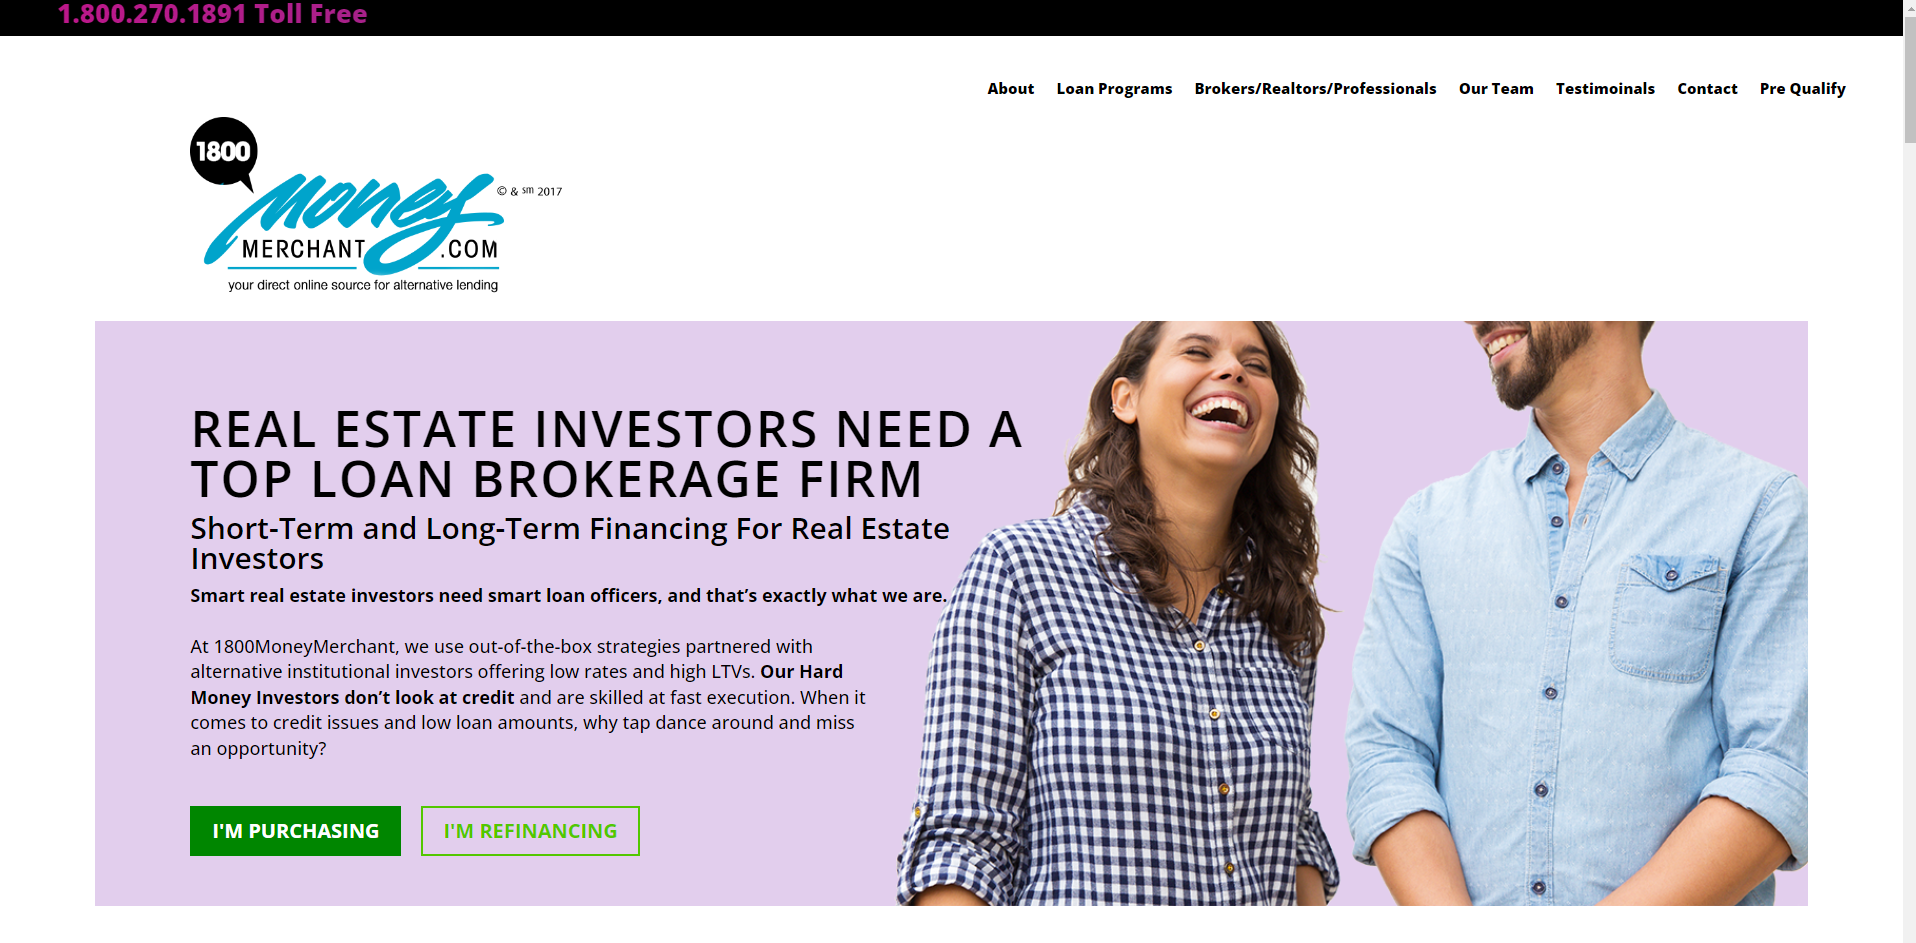 1.800.270.1891 Toll Free
About Loan Programs Brokers/Realtors/Professionals Our Team Testimoinals Contact Pre Qualify
1800
Money © & sm 2017
MERCHANT .COM
your direct online source for alternative lending
REAL ESTATE INVESTORS NEED A
TOP LOAN BROKERAGE FIRM
Short-Term and Long-Term Financing For Real Estate
Investors
Smart real estate investors need smart loan officers, and that’s exactly what we are.
At 1800MoneyMerchant, we use out-of-the-box strategies partnered with
alternative institutional investors offering low rates and high LTVs. Our Hard
Money Investors don’t look at credit and are skilled at fast execution. When it
comes to credit issues and low loan amounts, why tap dance around and miss
an opportunity?
I'M PURCHASING I'M REFINANCING